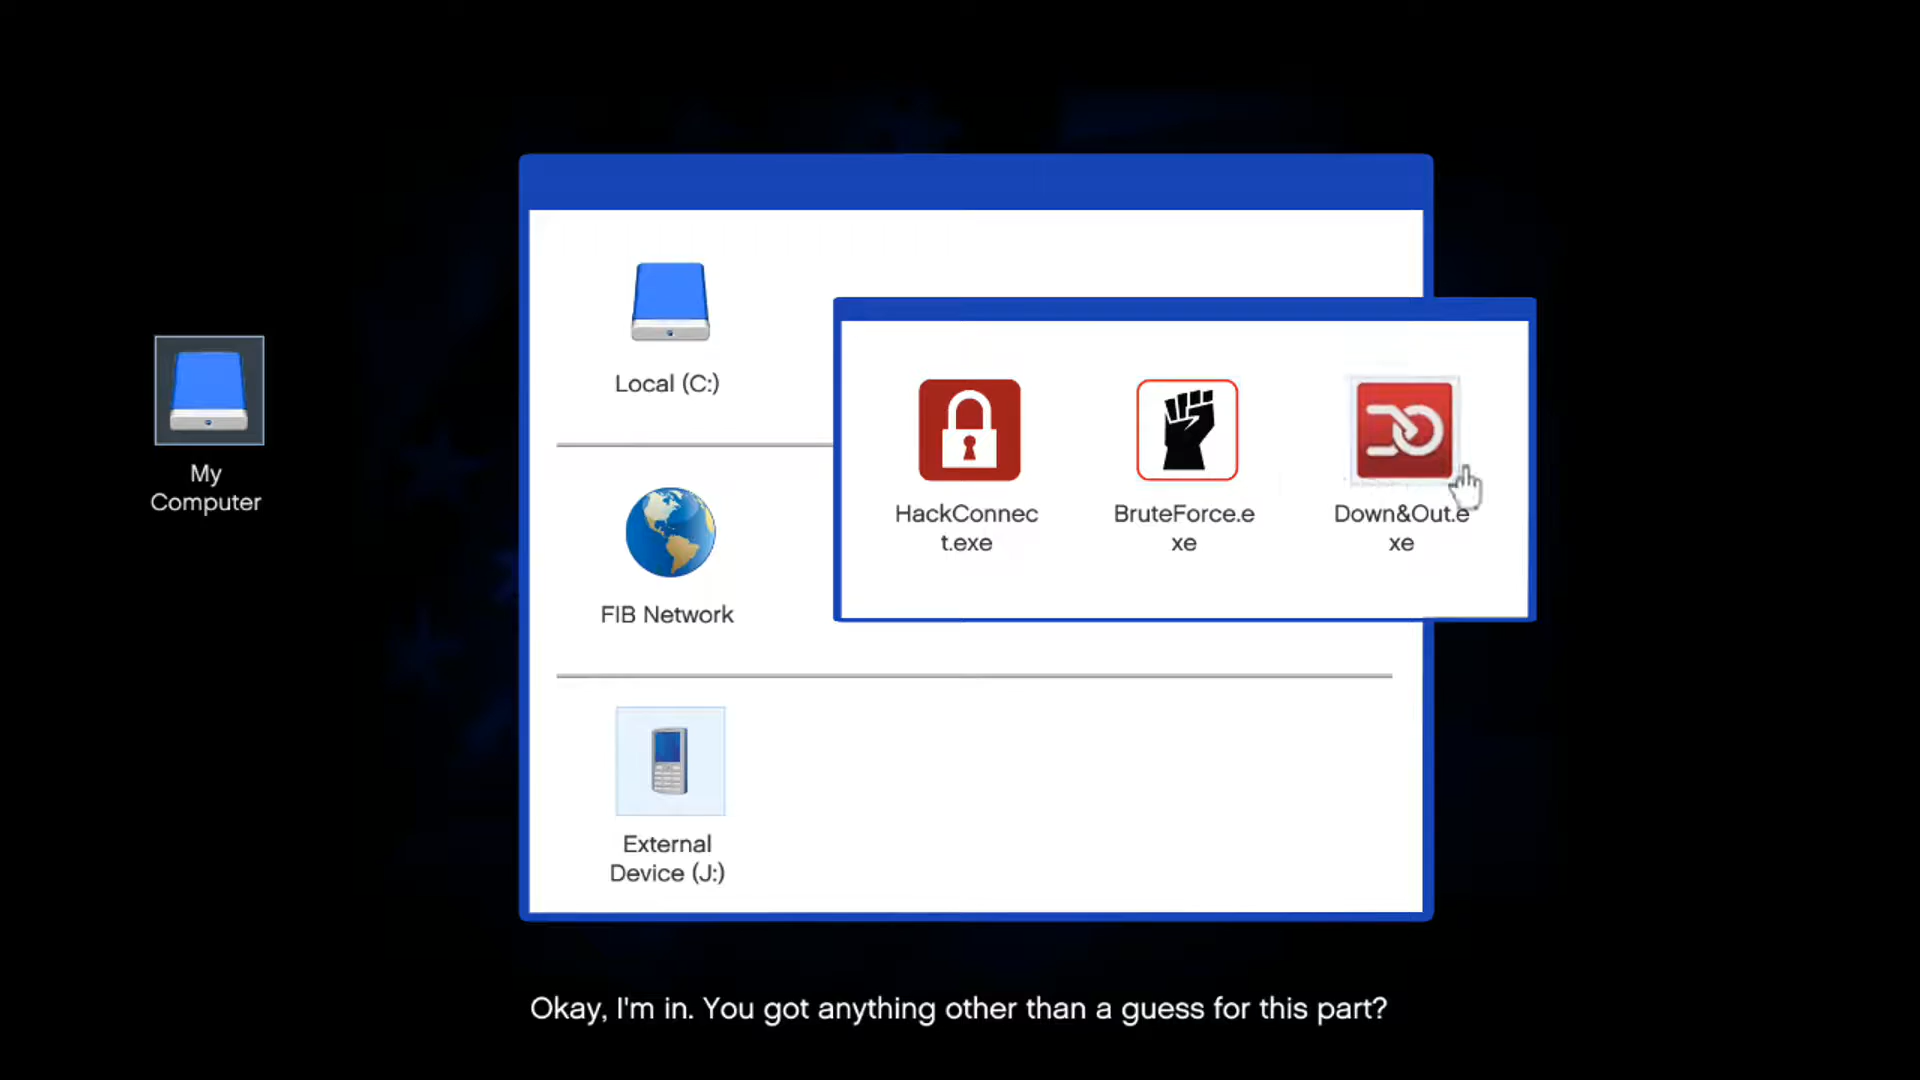 My
Computer
Local (C:)
FIB Network
External
Device (J:)
HackConnec
t.exe
BruteForce.e
xe
Down&Out.e
xe
Okay, I'm in. You got anything other than a guess for this part?